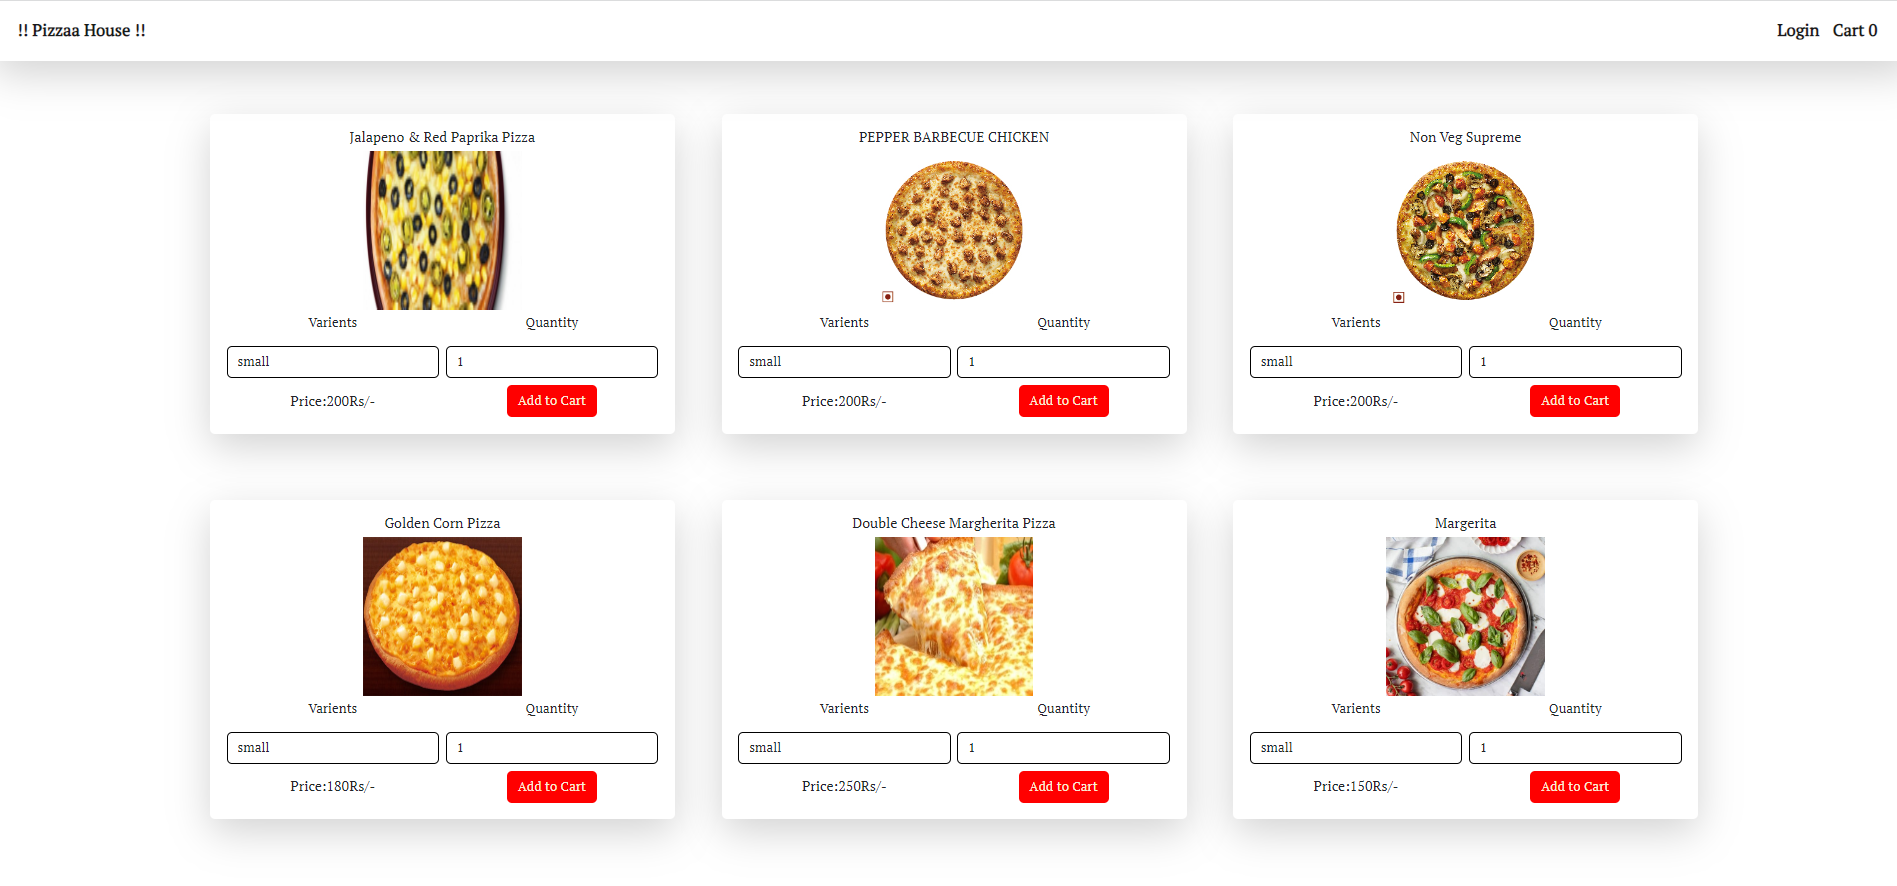 !! Pizzaa House !!
Login Cart 0
Jalapeno & Red Paprika Pizza
Varients Quantity
small 1
Price:200Rs/- Add to Cart
PEPPER BARBECUE CHICKEN
Varients Quantity
small 1
Price:200Rs/- Add to Cart
Non Veg Supreme
Varients Quantity
small 1
Price:200Rs/- Add to Cart
Golden Corn Pizza
Varients Quantity
small 1
Price:180Rs/- Add to Cart
Double Cheese Margherita Pizza
Varients Quantity
small 1
Price:250Rs/- Add to Cart
Margerita
Varients Quantity
small 1
Price:150Rs/- Add to Cart